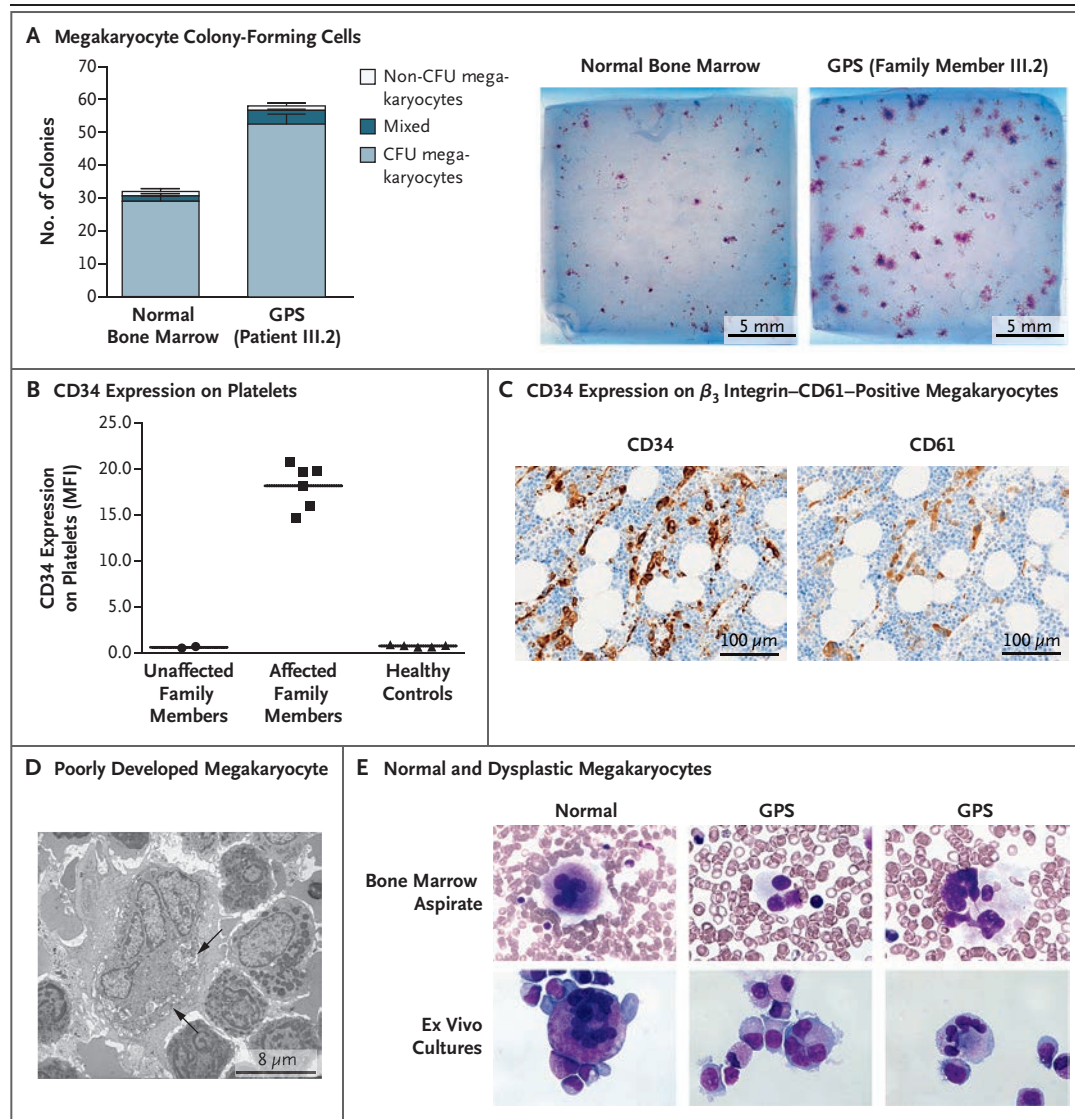 A Megakaryocyte Colony-Forming Cells
70
60
50
40
30
20
10
0
No. of Colonies
Normal
Bone Marrow
GPS
(Patient III.2)
Non-CFU mega-
karyocytes
Mixed
CFU mega-
karyocytes
Normal Bone Marrow
5 mm
GPS (Family Member III.2)
5 mm
B CD34 Expression on Platelets
25.0
20.0
15.0
10.0
5.0
0.0
CD34 Expression
on Platelets (MFI)
Unaffected
Family
Members
Affected
Family
Members
Healthy
Controls
C CD34 Expression on β₃ Integrin–CD61–Positive Megakaryocytes
CD34
100 µm
CD61
100 µm
D Poorly Developed Megakaryocyte
8 µm
E Normal and Dysplastic Megakaryocytes
Normal
GPS
GPS
Bone Marrow
Aspirate
Ex Vivo
Cultures